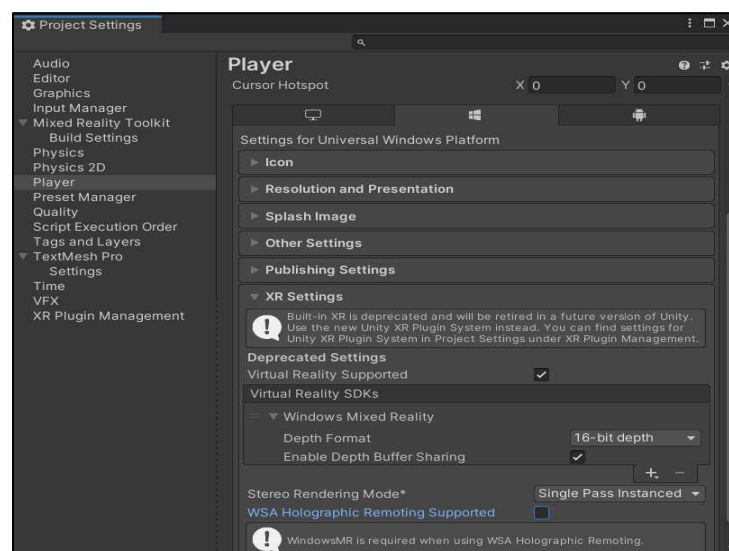 Project Settings
Audio
Editor
Graphics
Input Manager
Mixed Reality Toolkit
Build Settings
Physics
Physics 2D
Player
Preset Manager
Quality
Script Execution Order
Tags and Layers
TextMesh Pro
Settings
Time
VFX
XR Plugin Management
Player
Cursor Hotspot X 0 Y 0
Settings for Universal Windows Platform
Icon
Resolution and Presentation
Splash Image
Other Settings
Publishing Settings
XR Settings
Built-in XR is deprecated and will be retired in a future version of Unity.
Use the new Unity XR Plugin System instead. You can find settings for
Unity XR Plugin System in Project Settings under XR Plugin Management.
Deprecated Settings
Virtual Reality Supported
Virtual Reality SDKs
Windows Mixed Reality
Depth Format 16-bit depth
Enable Depth Buffer Sharing
Stereo Rendering Mode* Single Pass Instanced
WSA Holographic Remoting Supported
WindowsMR is required when using WSA Holographic Remoting.